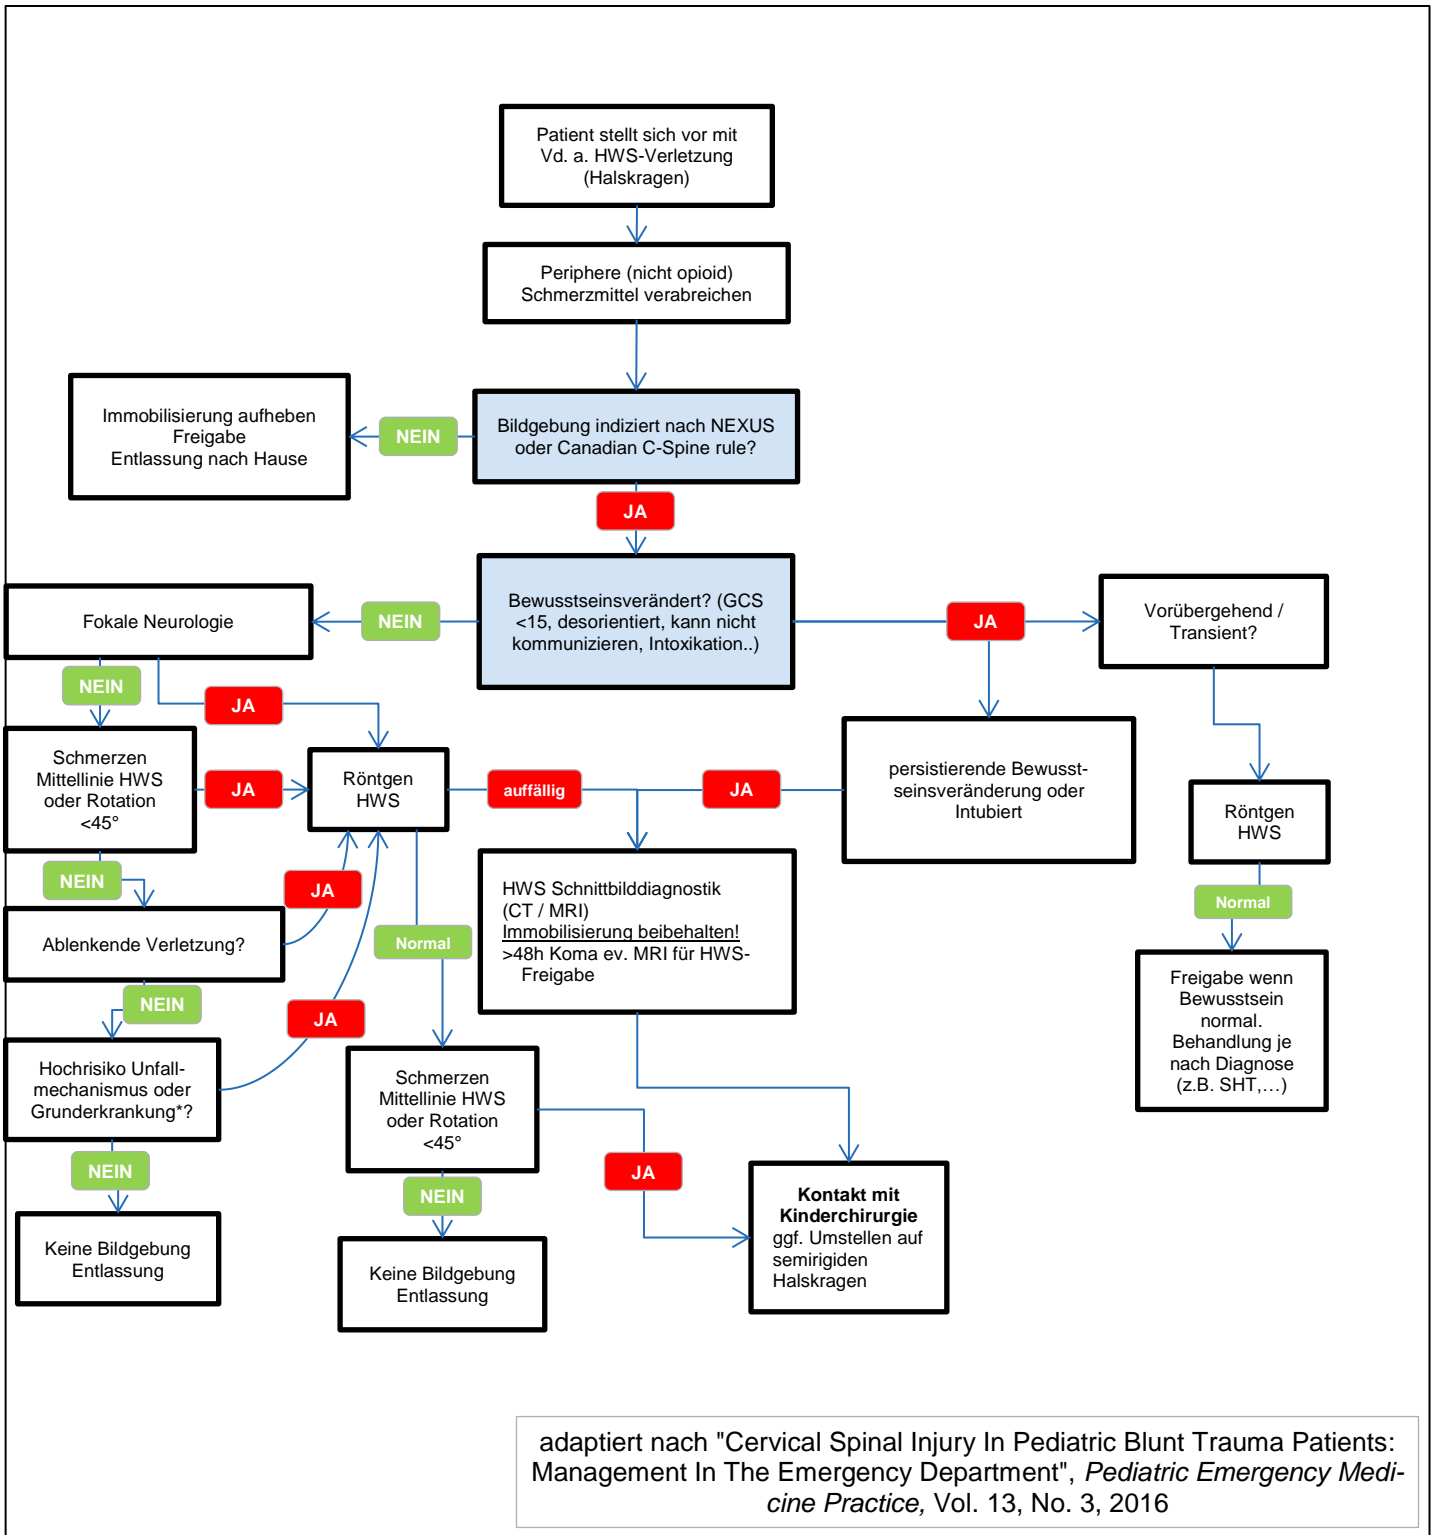 Patient stellt sich vor mit
Vd. a. HWS-Verletzung
(Halskragen)
Periphere (nicht opioid)
Schmerzmittel verabreichen
Immobilisierung aufheben
Freigabe
Entlassung nach Hause
NEIN
Bildgebung indiziert nach NEXUS
oder Canadian C-Spine rule?
JA
Fokale Neurologie
NEIN
Bewusstseinsverändert? (GCS
<15, desorientiert, kann nicht
kommunizieren, Intoxikation..)
JA
Vorübergehend /
Transient?
NEIN
JA
Schmerzen
Mittellinie HWS
oder Rotation
<45°
JA
Röntgen
HWS
auffällig
JA
persistierende Bewusst-
seinsveränderung oder
Intubiert
Röntgen
HWS
NEIN
JA
Normal
Ablenkende Verletzung?
Normal
HWS Schnittbilddiagnostik
(CT / MRI)
Immobilisierung beibehalten!
>48h Koma ev. MRI für HWS-
Freigabe
Freigabe wenn
Bewusstsein
normal.
Behandlung je
nach Diagnose
(z.B. SHT,…)
NEIN
JA
Hochrisiko Unfall-
mechanismus oder
Grunderkrankung*?
Schmerzen
Mittellinie HWS
oder Rotation
<45°
NEIN
JA
NEIN
Kontakt mit
Kinderchirurgie
ggf. Umstellen auf
semirigiden
Halskragen
Keine Bildgebung
Entlassung
Keine Bildgebung
Entlassung
adaptiert nach "Cervical Spinal Injury In Pediatric Blunt Trauma Patients:
Management In The Emergency Department", Pediatric Emergency Medi-
cine Practice, Vol. 13, No. 3, 2016